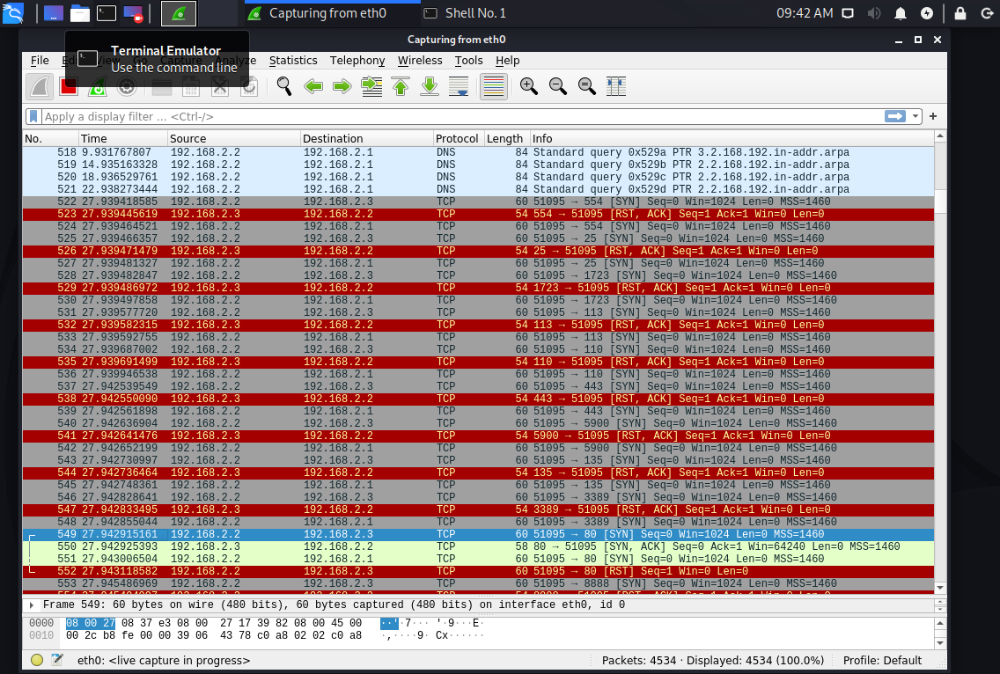 Capturing from eth0 Shell No. 1 09:42 AM
Capturing from eth0
Terminal Emulator
Use the command line
File Edit View Go Capture Analyze Statistics Telephony Wireless Tools Help
Apply a display filter … <Ctrl-/>
No. Time Source Destination Protocol Length Info
518 9.931767807 192.168.2.2 192.168.2.1 DNS 84 Standard query 0x529a PTR 3.2.168.192.in-addr.arpa
519 14.935163328 192.168.2.2 192.168.2.1 DNS 84 Standard query 0x529b PTR 2.2.168.192.in-addr.arpa
520 18.936529761 192.168.2.2 192.168.2.1 DNS 84 Standard query 0x529c PTR 2.2.168.192.in-addr.arpa
521 22.938273444 192.168.2.2 192.168.2.1 DNS 84 Standard query 0x529d PTR 2.2.168.192.in-addr.arpa
522 27.939418585 192.168.2.2 192.168.2.3 TCP 60 51095 → 554 [SYN] Seq=0 Win=1024 Len=0 MSS=1460
523 27.939445619 192.168.2.3 192.168.2.2 TCP 54 554 → 51095 [RST, ACK] Seq=1 Ack=1 Win=0 Len=0
524 27.939464521 192.168.2.2 192.168.2.1 TCP 60 51095 → 554 [SYN] Seq=0 Win=1024 Len=0 MSS=1460
525 27.939466357 192.168.2.2 192.168.2.3 TCP 60 51095 → 25 [SYN] Seq=0 Win=1024 Len=0 MSS=1460
526 27.939471479 192.168.2.3 192.168.2.2 TCP 54 25 → 51095 [RST, ACK] Seq=1 Ack=1 Win=0 Len=0
527 27.939481327 192.168.2.2 192.168.2.1 TCP 60 51095 → 25 [SYN] Seq=0 Win=1024 Len=0 MSS=1460
528 27.939482847 192.168.2.2 192.168.2.3 TCP 60 51095 → 1723 [SYN] Seq=0 Win=1024 Len=0 MSS=1460
529 27.939486972 192.168.2.3 192.168.2.2 TCP 54 1723 → 51095 [RST, ACK] Seq=1 Ack=1 Win=0 Len=0
530 27.939497858 192.168.2.2 192.168.2.1 TCP 60 51095 → 1723 [SYN] Seq=0 Win=1024 Len=0 MSS=1460
531 27.939577720 192.168.2.2 192.168.2.3 TCP 60 51095 → 113 [SYN] Seq=0 Win=1024 Len=0 MSS=1460
532 27.939582315 192.168.2.3 192.168.2.2 TCP 54 113 → 51095 [RST, ACK] Seq=1 Ack=1 Win=0 Len=0
533 27.939592755 192.168.2.2 192.168.2.1 TCP 60 51095 → 113 [SYN] Seq=0 Win=1024 Len=0 MSS=1460
534 27.939687002 192.168.2.2 192.168.2.3 TCP 60 51095 → 110 [SYN] Seq=0 Win=1024 Len=0 MSS=1460
535 27.939691499 192.168.2.3 192.168.2.2 TCP 54 110 → 51095 [RST, ACK] Seq=1 Ack=1 Win=0 Len=0
536 27.939946538 192.168.2.2 192.168.2.1 TCP 60 51095 → 110 [SYN] Seq=0 Win=1024 Len=0 MSS=1460
537 27.942539549 192.168.2.2 192.168.2.3 TCP 60 51095 → 443 [SYN] Seq=0 Win=1024 Len=0 MSS=1460
538 27.942550090 192.168.2.3 192.168.2.2 TCP 54 443 → 51095 [RST, ACK] Seq=1 Ack=1 Win=0 Len=0
539 27.942561898 192.168.2.2 192.168.2.1 TCP 60 51095 → 443 [SYN] Seq=0 Win=1024 Len=0 MSS=1460
540 27.942636904 192.168.2.2 192.168.2.3 TCP 60 51095 → 5900 [SYN] Seq=0 Win=1024 Len=0 MSS=1460
541 27.942641476 192.168.2.3 192.168.2.2 TCP 54 5900 → 51095 [RST, ACK] Seq=1 Ack=1 Win=0 Len=0
542 27.942652199 192.168.2.2 192.168.2.1 TCP 60 51095 → 5900 [SYN] Seq=0 Win=1024 Len=0 MSS=1460
543 27.942730997 192.168.2.2 192.168.2.3 TCP 60 51095 → 135 [SYN] Seq=0 Win=1024 Len=0 MSS=1460
544 27.942736464 192.168.2.3 192.168.2.2 TCP 54 135 → 51095 [RST, ACK] Seq=1 Ack=1 Win=0 Len=0
545 27.942748361 192.168.2.2 192.168.2.1 TCP 60 51095 → 135 [SYN] Seq=0 Win=1024 Len=0 MSS=1460
546 27.942828641 192.168.2.2 192.168.2.3 TCP 60 51095 → 3389 [SYN] Seq=0 Win=1024 Len=0 MSS=1460
547 27.942833495 192.168.2.3 192.168.2.2 TCP 54 3389 → 51095 [RST, ACK] Seq=1 Ack=1 Win=0 Len=0
548 27.942855044 192.168.2.2 192.168.2.1 TCP 60 51095 → 3389 [SYN] Seq=0 Win=1024 Len=0 MSS=1460
549 27.942915161 192.168.2.2 192.168.2.3 TCP 60 51095 → 80 [SYN] Seq=0 Win=1024 Len=0 MSS=1460
550 27.942925393 192.168.2.3 192.168.2.2 TCP 58 80 → 51095 [SYN, ACK] Seq=0 Ack=1 Win=64240 Len=0 MSS=1460
551 27.943006504 192.168.2.2 192.168.2.1 TCP 60 51095 → 80 [SYN] Seq=0 Win=1024 Len=0 MSS=1460
552 27.943118582 192.168.2.2 192.168.2.3 TCP 60 51095 → 80 [RST] Seq=1 Win=0 Len=0
553 27.945486969 192.168.2.2 192.168.2.3 TCP 60 51095 → 8888 [SYN] Seq=0 Win=1024 Len=0 MSS=1460
Frame 549: 60 bytes on wire (480 bits), 60 bytes captured (480 bits) on interface eth0, id 0
0000 08 00 27 08 37 e3 08 00 27 17 39 82 08 00 45 00 ··'·7··· '·9···E·
0010 00 2c b8 fe 00 00 39 06 43 78 c0 a8 02 02 c0 a8 ·,····9· Cx······
eth0: <live capture in progress> Packets: 4534 · Displayed: 4534 (100.0%) Profile: Default